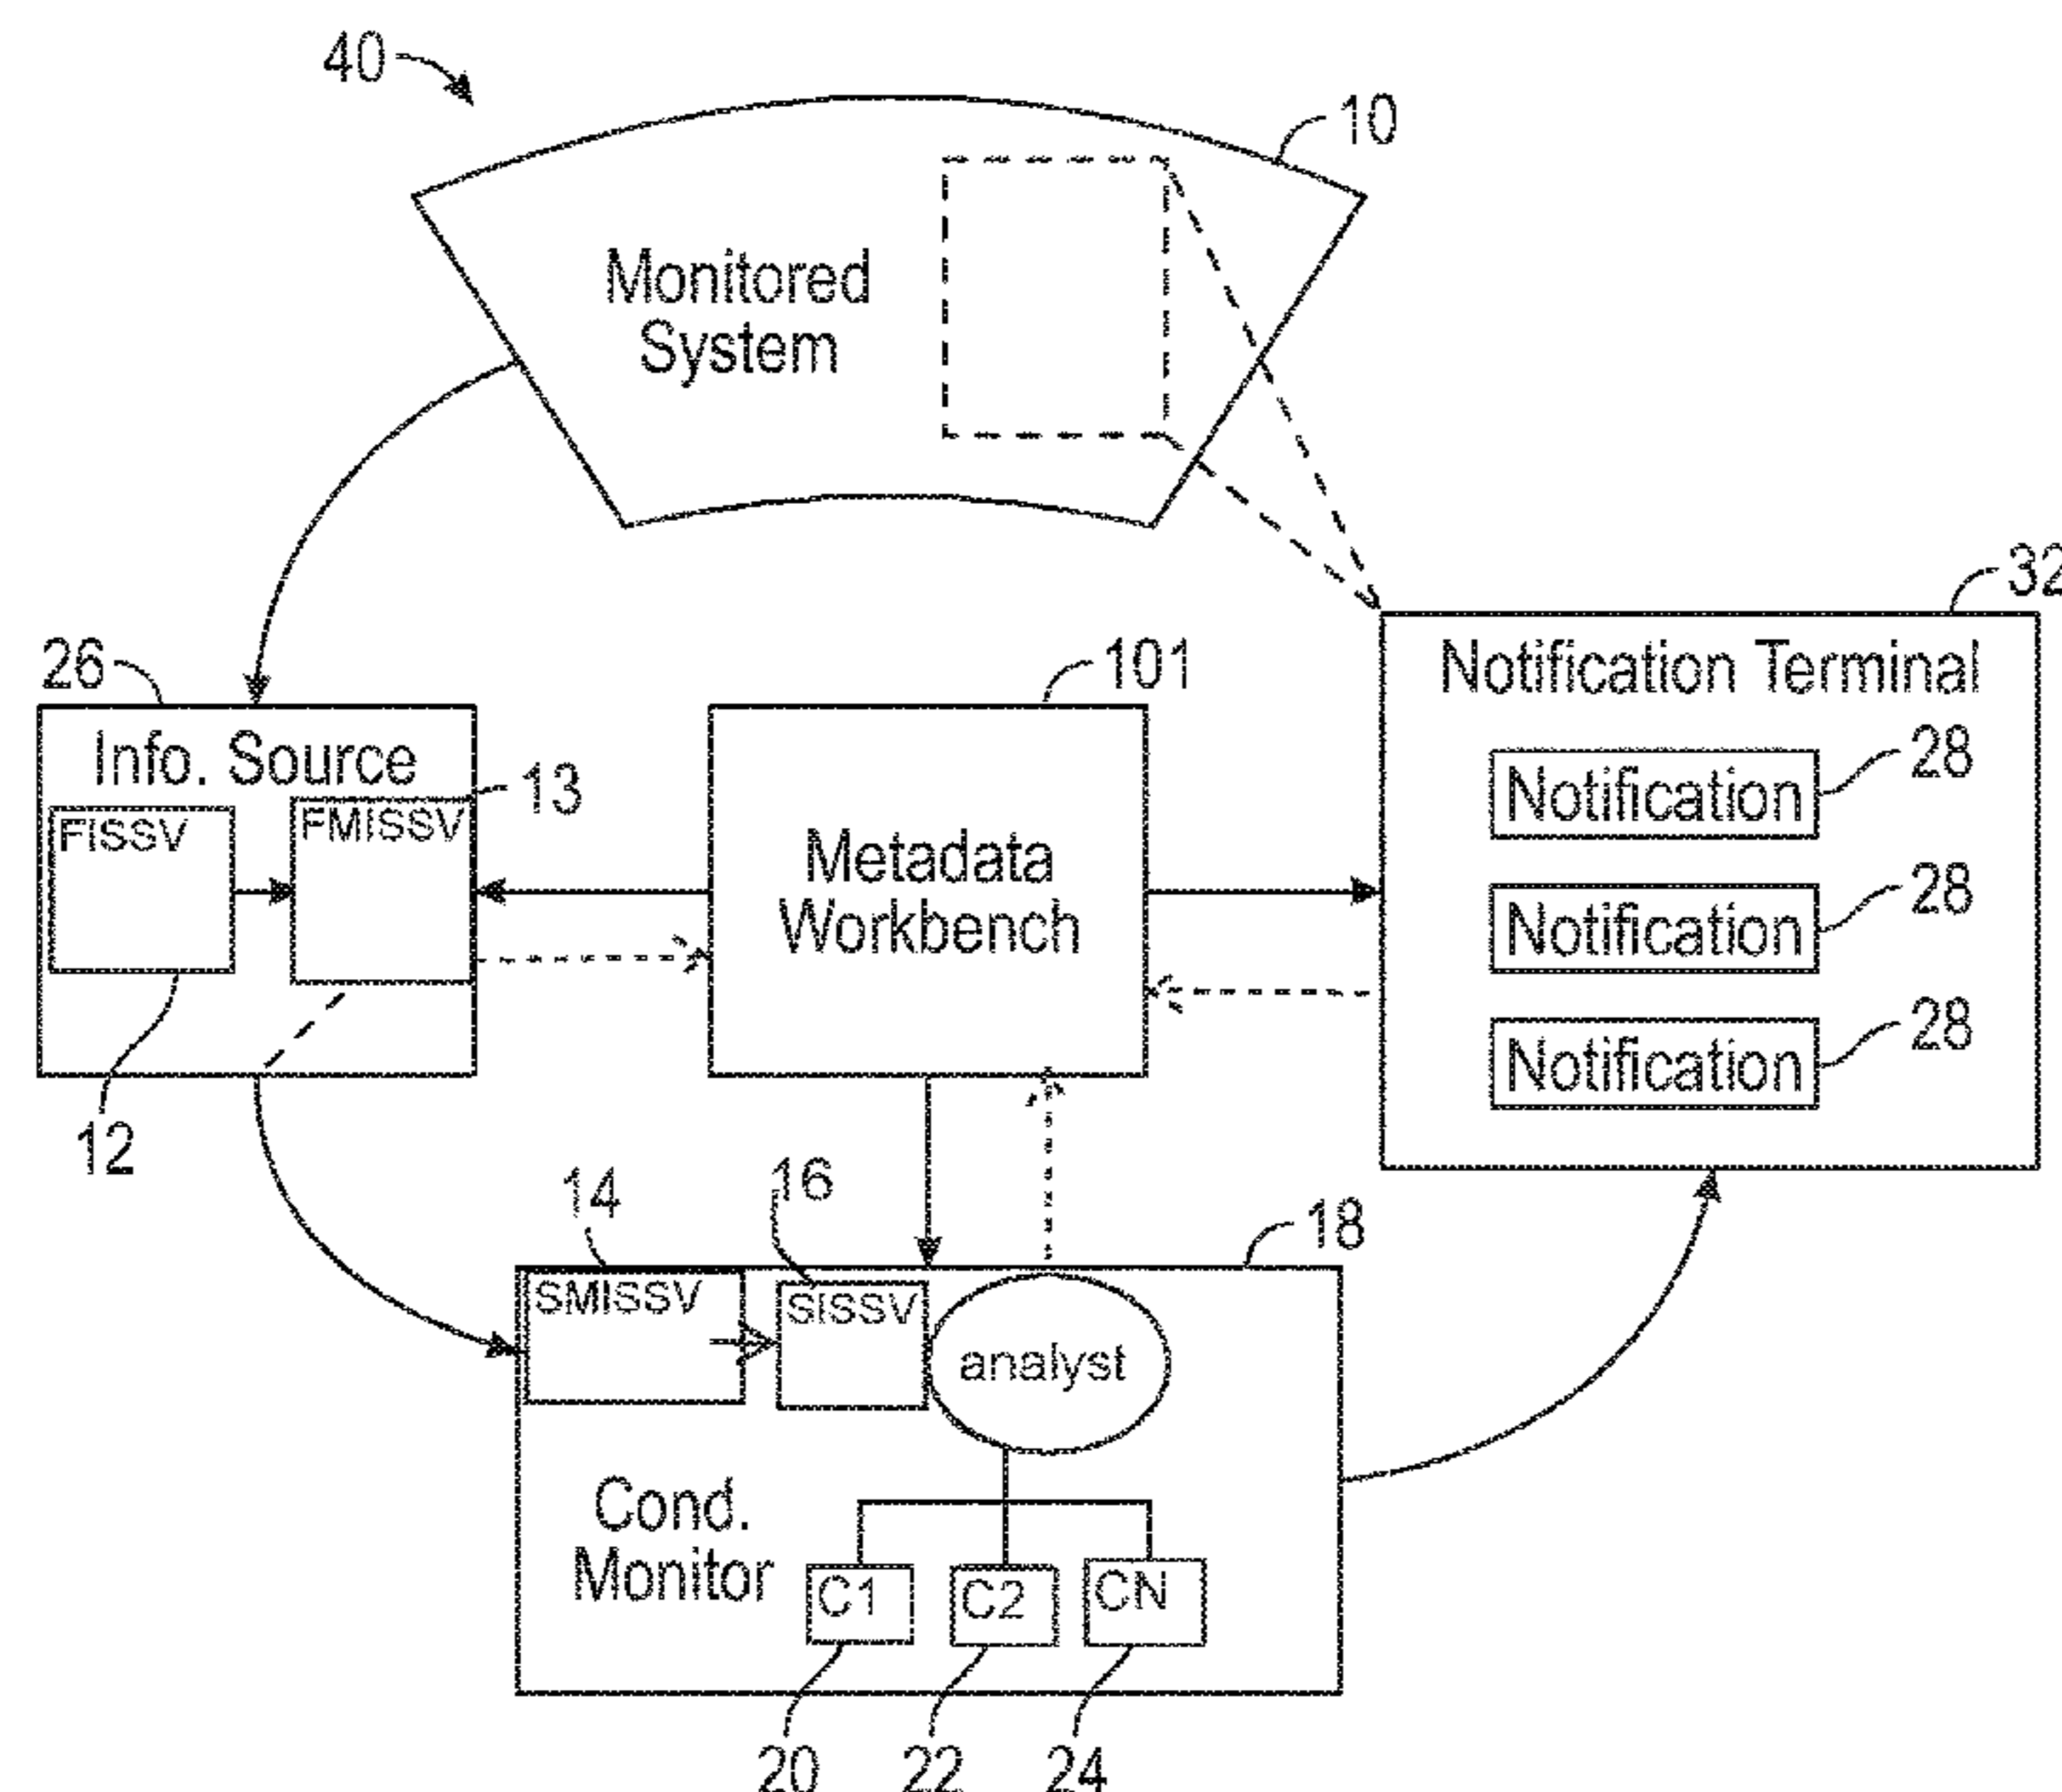 40
10
Monitored
System
32
26
101
Notification Terminal
Info. Source
13
28
Notification
FISSV
FMISSV
Metadata
Workbench
28
Notification
28
Notification
12
14
16
18
SMISSV
SISSV
analyst
Cond.
Monitor
C1
C2
CN
20
22
24